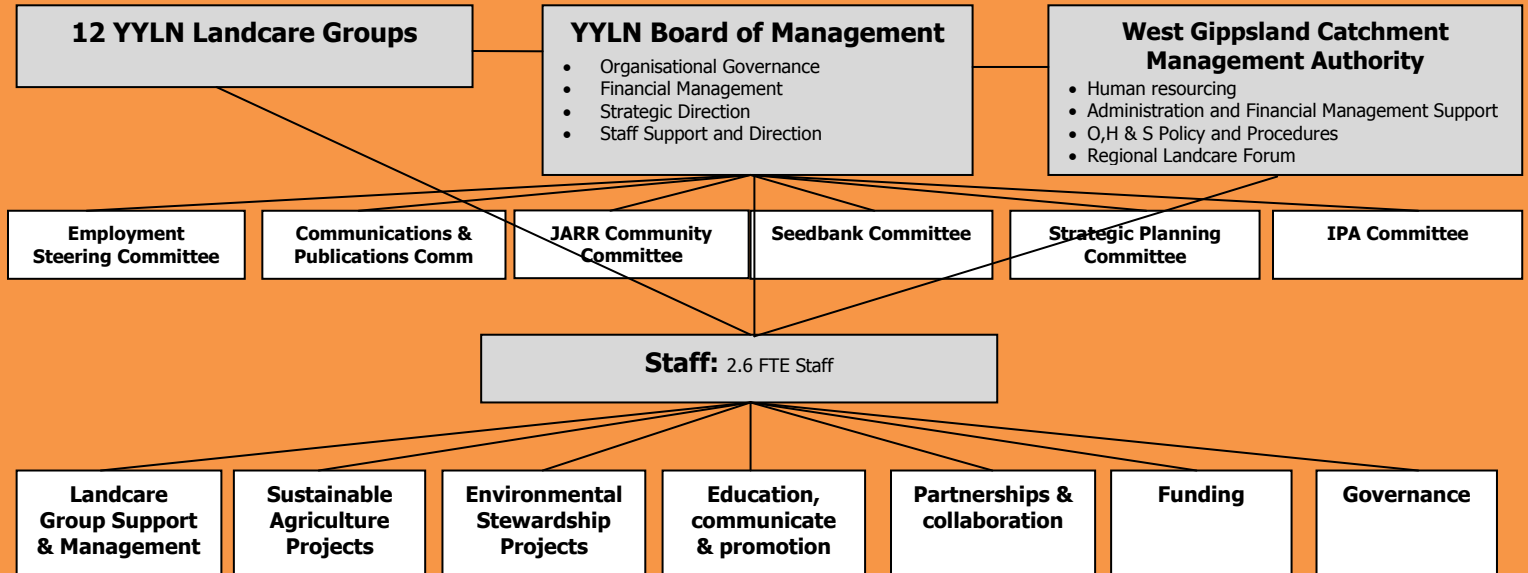 12 YYLN Landcare Groups
YYLN Board of Management
• Organisational Governance
• Financial Management
• Strategic Direction
• Staff Support and Direction
West Gippsland Catchment
Management Authority
• Human resourcing
• Administration and Financial Management Support
• O,H & S Policy and Procedures
• Regional Landcare Forum
Employment
Steering Committee
Communications &
Publications Comm
JARR Community
Committee
Seedbank Committee
Strategic Planning
Committee
IPA Committee
Staff: 2.6 FTE Staff
Landcare
Group Support
& Management
Sustainable
Agriculture
Projects
Environmental
Stewardship
Projects
Education,
communicate
& promotion
Partnerships &
collaboration
Funding
Governance